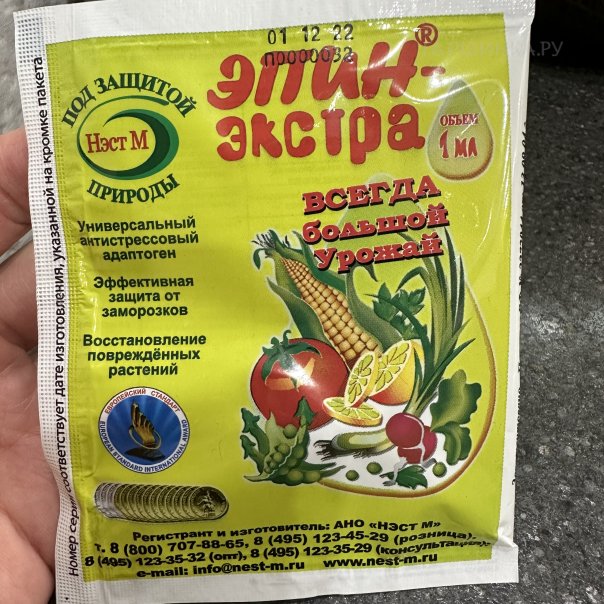 А.РУ
01 12 22
П0000032
ЭПИН-®
экстра
ОБЪЕМ
1 мл
ПОД ЗАЩИТОЙ
Нэст М
ПРИРОДЫ
ВСЕГДА
большой
Урожай
Универсальный
антистрессовый
адаптоген
Эффективная
защита от
заморозков
Восстановление
повреждённых
растений
ЕВРОПЕЙСКИЙ СТАНДАРТ
EUROPEAN STANDARD INTERNATIONAL AWARD
Регистрант и изготовитель: АНО «НЭСТ М»
т. 8 (800) 707-88-65, 8 (495) 123-45-29 (розница),
8 (495) 123-35-32 (опт), 8 (495) 123-35-29 (консультация),
e-mail: info@nest-m.ru www.nest-m.ru
Номер серии соответствует дате изготовления, указанной на кромке пакета